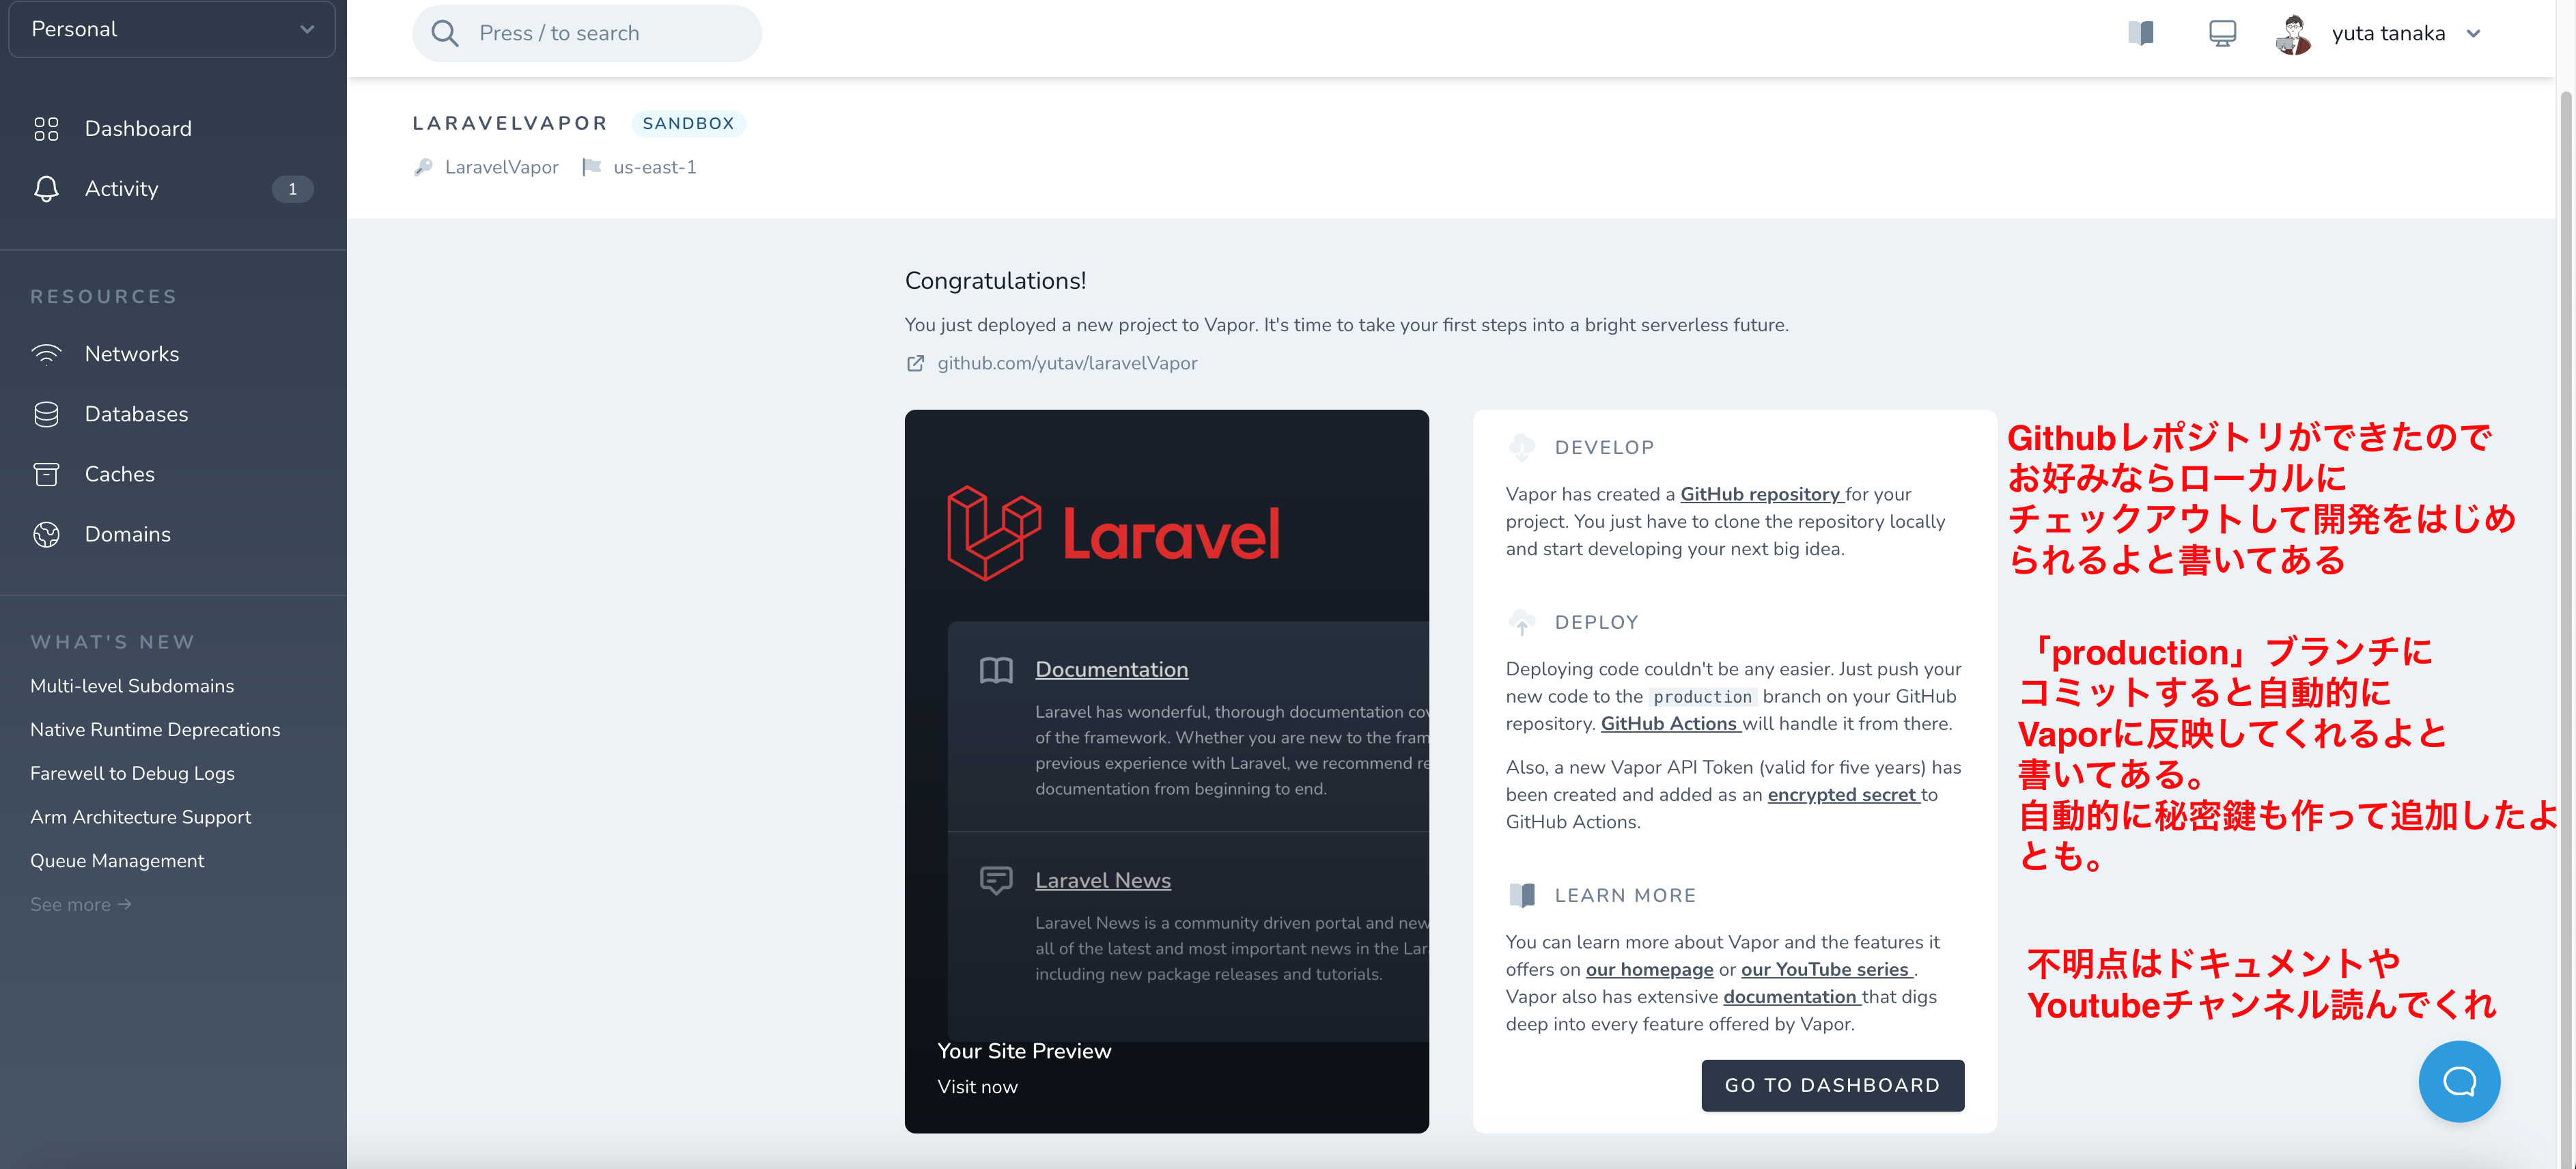 Personal
Press / to search
yuta tanaka
Dashboard
Activity
1
RESOURCES
Networks
Databases
Caches
Domains
WHAT'S NEW
Multi-level Subdomains
Native Runtime Deprecations
Farewell to Debug Logs
Arm Architecture Support
Queue Management
See more →
LARAVELVAPOR SANDBOX
LaravelVapor us-east-1
Congratulations!
You just deployed a new project to Vapor. It's time to take your first steps into a bright serverless future.
github.com/yutav/laravelVapor
Laravel
Documentation
Laravel has wonderful, thorough documentation cov
of the framework. Whether you are new to the fram
previous experience with Laravel, we recommend re
documentation from beginning to end.
Laravel News
Laravel News is a community driven portal and new
all of the latest and most important news in the Lar
including new package releases and tutorials.
Your Site Preview
Visit now
DEVELOP
Vapor has created a GitHub repository for your
project. You just have to clone the repository locally
and start developing your next big idea.
DEPLOY
Deploying code couldn't be any easier. Just push your
new code to the production branch on your GitHub
repository. GitHub Actions will handle it from there.
Also, a new Vapor API Token (valid for five years) has
been created and added as an encrypted secret to
GitHub Actions.
LEARN MORE
You can learn more about Vapor and the features it
offers on our homepage or our YouTube series .
Vapor also has extensive documentation that digs
deep into every feature offered by Vapor.
GO TO DASHBOARD
Githubレポジトリができたので
お好みならローカルに
チェックアウトして開発をはじめ
られるよと書いてある
「production」ブランチに
コミットすると自動的に
Vaporに反映してくれるよと
書いてある。
自動的に秘密鍵も作って追加したよ
とも。
不明点はドキュメントや
Youtubeチャンネル読んでくれ